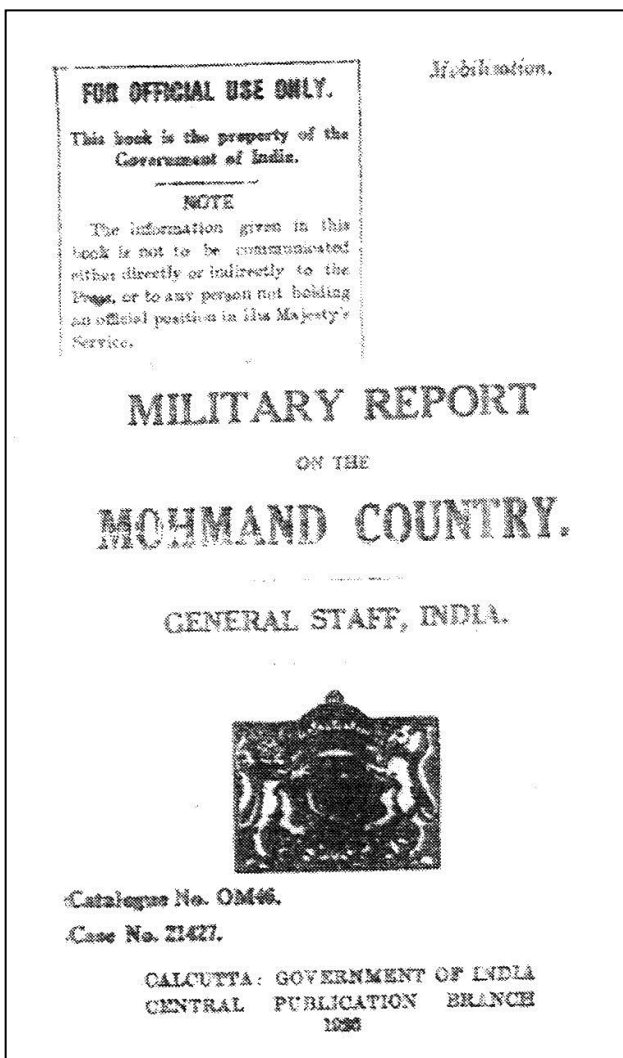 Mobilization.
FOR OFFICIAL USE ONLY.
This book is the property of the
Government of India.
NOTE
The information given in this
book is not to be communicated
either directly or indirectly to the
Press, or to any person not holding
an official position in His Majesty's
Service.
MILITARY REPORT
ON THE
MOHMAND COUNTRY.
GENERAL STAFF, INDIA.
Catalogue No. OM46.
Case No. 21427.
CALCUTTA: GOVERNMENT OF INDIA
CENTRAL PUBLICATION BRANCH